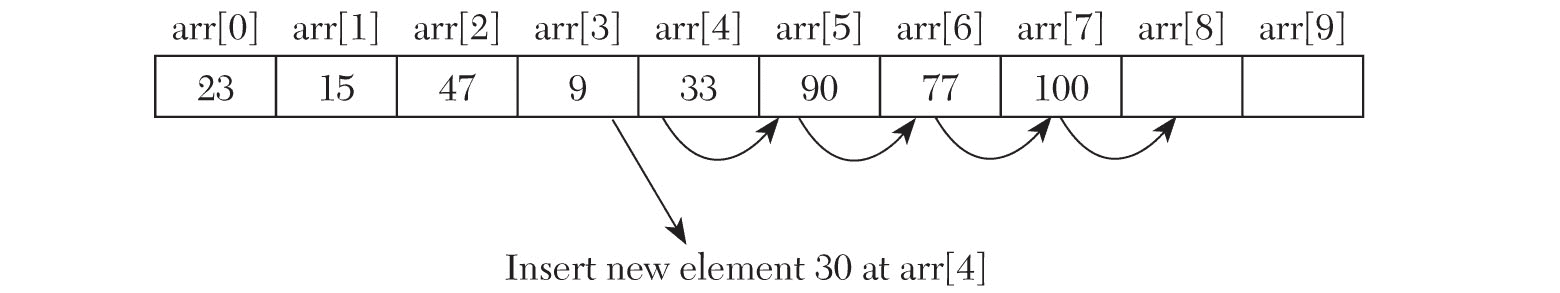 arr[0] arr[1] arr[2] arr[3] arr[4] arr[5] arr[6] arr[7] arr[8] arr[9]
23 15 47 9 33 90 77 100
Insert new element 30 at arr[4]